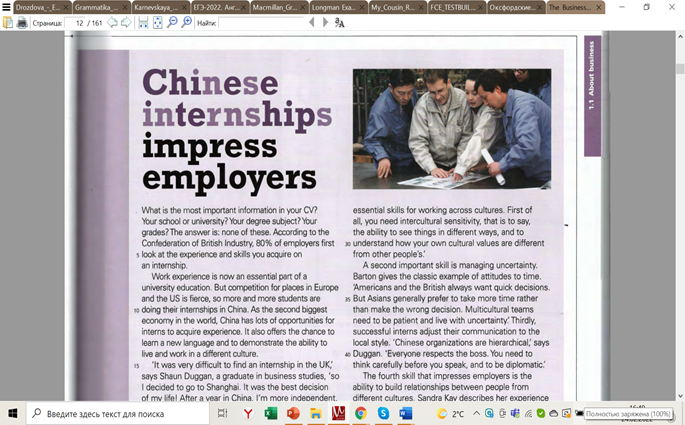 Drozdova_–_E...
Grammatika_...
Karnevskaya_...
ЕГЭ-2022. Анг...
Macmillan_Gr...
Longman Exa...
My_Cousin_R...
FCE_TESTBUIL...
Оксфордские...
The Business...
Страница: 12 / 161
Найти:
1.1 About business
Chinese
internships
impress
employers
What is the most important information in your CV?
Your school or university? Your degree subject? Your
grades? The answer is: none of these. According to the
Confederation of British Industry, 80% of employers first
5 look at the experience and skills you acquire on
an internship.
Work experience is now an essential part of a
university education. But competition for places in Europe
and the US is fierce, so more and more students are
10 doing their internships in China. As the second biggest
economy in the world, China has lots of opportunities for
interns to acquire experience. It also offers the chance to
learn a new language and to demonstrate the ability to
live and work in a different culture.
15 'It was very difficult to find an internship in the UK,'
says Shaun Duggan, a graduate in business studies, 'so
I decided to go to Shanghai. It was the best decision
of my life! After a year in China, I'm more independent,
essential skills for working across cultures. First of
all, you need intercultural sensitivity, that is to say,
the ability to see things in different ways, and to
30 understand how your own cultural values are different
from other people's.'
A second important skill is managing uncertainty.
Barton gives the classic example of attitudes to time.
'Americans and the British always want quick decisions.
35 But Asians generally prefer to take more time rather
than make the wrong decision. Multicultural teams
need to be patient and live with uncertainty.' Thirdly,
successful interns adjust their communication to the
local style. 'Chinese organizations are hierarchical,' says
40 Duggan. 'Everyone respects the boss. You need to
think carefully before you speak, and to be diplomatic.'
The fourth skill that impresses employers is the
ability to build relationships between people from
different cultures. Sandra Kay describes her experience
Введите здесь текст для поиска
2°C
Полностью заряжена (100%)